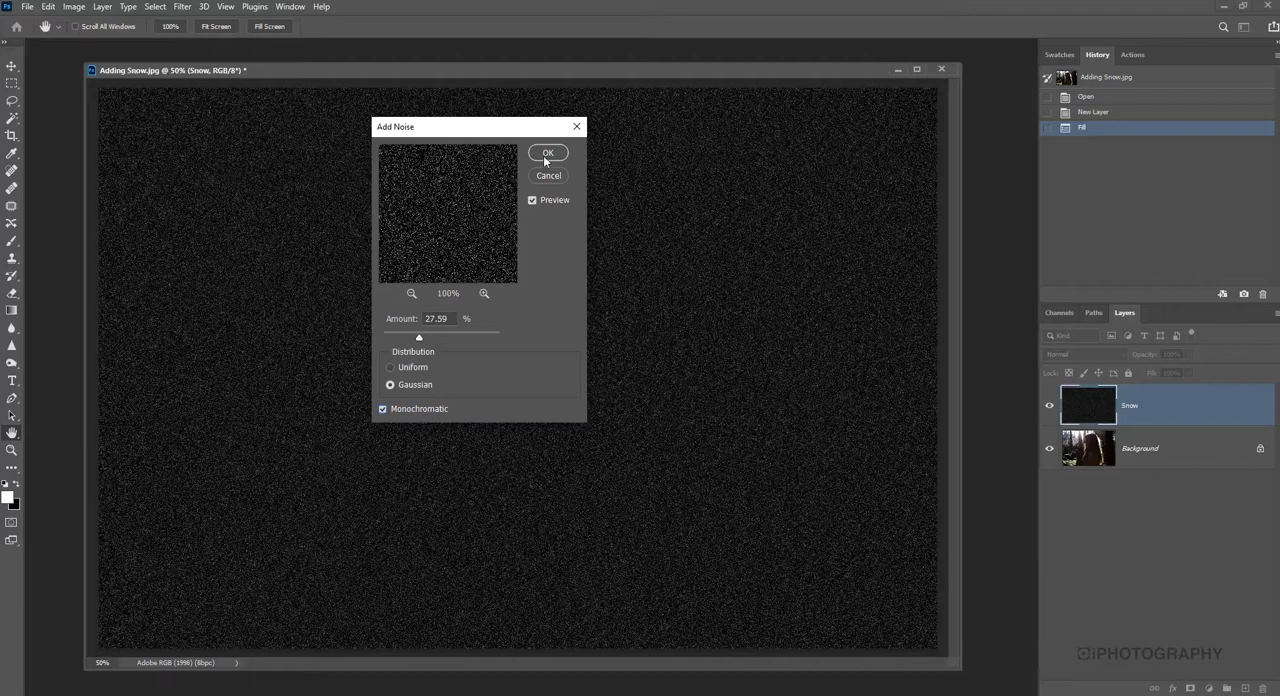 Ps File Edit Image Layer Type Select Filter 3D View Plugins Window Help
Scroll All Windows 100% Fit Screen Fill Screen
Adding Snow.jpg @ 50% (Snow, RGB/8*) *
Add Noise
OK
Cancel
Preview
100%
Amount: 27.59 %
Distribution
Uniform
Gaussian
Monochromatic
50% Adobe RGB (1998) (8bpc)
Swatches History Actions
Adding Snow.jpg
Open
New Layer
Fill
Channels Paths Layers
Kind
Normal Opacity: 100%
Lock: Fill: 100%
Snow
Background
iPHOTOGRAPHY